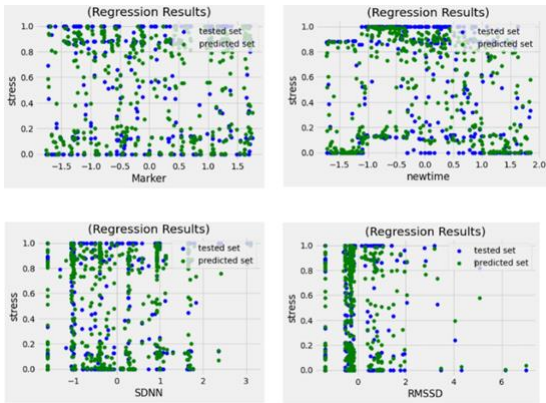 (Regression Results)
1.0
0.8
0.6
0.4
0.2
0.0
stress
tested set
predicted set
−1.5 −1.0 −0.5 0.0 0.5 1.0 1.5
Marker
(Regression Results)
1.0
0.8
0.6
0.4
0.2
0.0
stress
tested set
predicted set
−1.5 −1.0 −0.5 0.0 0.5 1.0 1.5 2.0
newtime
(Regression Results)
1.0
0.8
0.6
0.4
0.2
0.0
stress
tested set
predicted set
−1 0 1 2 3
SDNN
(Regression Results)
1.0
0.8
0.6
0.4
0.2
0.0
stress
tested set
predicted set
0 2 4 6
RMSSD